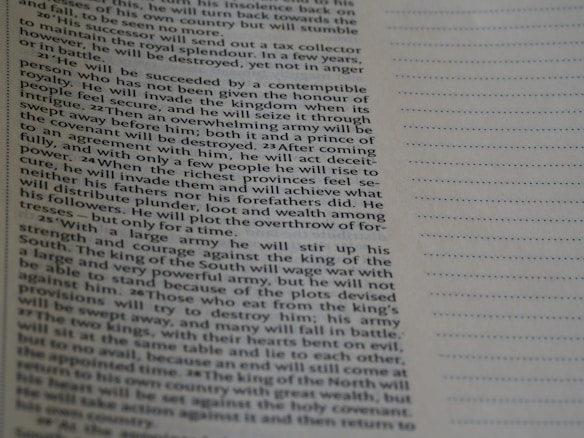 this, he will turn back towards the
fortresses of his own country but will stumble
and fall, to be seen no more.
20 'His successor will send out a tax collector
to maintain the royal splendour. In a few years,
however, he will be destroyed, yet not in anger
or in battle.
21 'He will be succeeded by a contemptible
person who has not been given the honour of
royalty. He will invade the kingdom when its
people feel secure, and he will seize it through
intrigue. 22 Then an overwhelming army will be
swept away before him; both it and a prince of
the covenant will be destroyed. 23 After coming
to an agreement with him, he will act deceit-
fully, and with only a few people he will rise to
power. 24 When the richest provinces feel se-
cure, he will invade them and will achieve what
neither his fathers nor his forefathers did. He
will distribute plunder, loot and wealth among
his followers. He will plot the overthrow of for-
tresses – but only for a time.
25 'With a large army he will stir up his
strength and courage against the king of the
South. The king of the South will wage war with
a large and very powerful army, but he will not
be able to stand because of the plots devised
against him. 26 Those who eat from the king's
provisions will try to destroy him; his army
will be swept away, and many will fall in battle.
27 The two kings, with their hearts bent on evil,
will sit at the same table and lie to each other,
but to no avail, because an end will still come at
the appointed time. 28 The king of the North will
return to his own country with great wealth, but
his heart will be set against the holy covenant.
He will take action against it and then return to
his own country.
29 'At the appointed